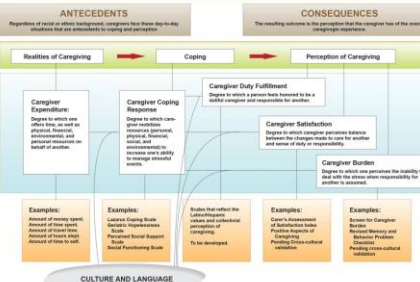 ANTECEDENTS
Regardless of racial or ethnic background, caregivers face these day-to-day
situations that are antecedents to coping and perception
CONSEQUENCES
The resulting outcome is the perception that the caregiver has of the overall
caregivingin experience.
Realities of Caregiving
Coping
Perception of Caregiving
Caregiver
Expenditure:
Degree to which one
offers time, as well as
physical, financial,
environmental, and
personal resources on
behalf of another.
Caregiver Coping
Response
Degree to which care-
giver mobilizes
resources (personal,
physical, financial,
social, and
environmental) to
increase one's ability
to manage stressful
events.
Caregiver Duty Fulfillment
Degree to which a person feels honored to be a
dutiful caregiver and responsible for another.
Caregiver Satisfaction
Degree to which caregiver perceives balance
between the changes made to care for another
and sense of duty or responsibility.
Caregiver Burden
Degree to which one perceives the inability to
deal with the stress when responsibility for
another is assumed.
Examples:
Amount of money spent.
Amount of time spent.
Amount of travel time.
Amount of hours slept.
Amount of time to self.
Examples:
Lazarus Coping Scale
Geriatric Hopelessness
Scale
Perceived Social Support
Scale
Social Functioning Scale
Scales that reflect the
Latino/Hispanic
values and collectivist
perception of
caregiving.
To be developed.
Examples:
Carer's Assessment
of Satisfaction Index
Positive Aspects of
Caregiving
Pending Cross-cultural
validation
Examples:
Screen for Caregiver
Burden
Revised Memory and
Behavior Problem
Checklist
Pending cross-cultural
validation
CULTURE AND LANGUAGE